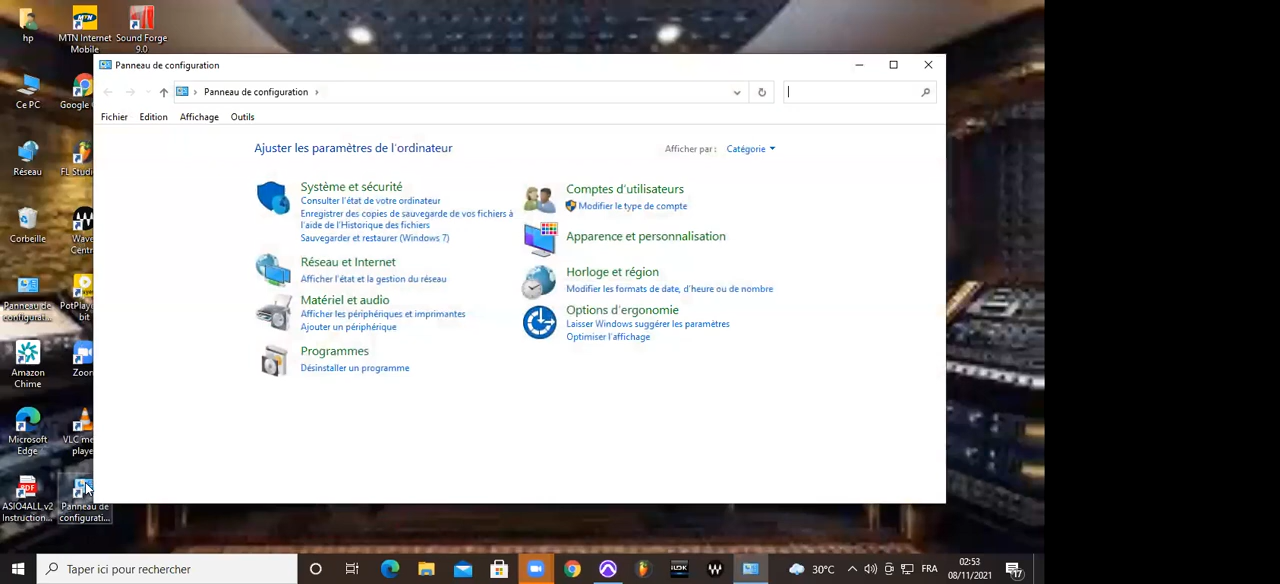 hp
MTN Internet
Mobile
Sound Forge
9.0
Ce PC
Google
Réseau
FL Studi
Corbeille
Wave
Centr
Panneau de
configurat...
PotPlaye
bit
Amazon
Chime
Zoom
Microsoft
Edge
VLC me
playe
ASIO4ALL v2
Instruction...
Panneau de
configurati...
Panneau de configuration
Panneau de configuration
Fichier
Edition
Affichage
Outils
Ajuster les paramètres de l'ordinateur
Afficher par :
Catégorie
Système et sécurité
Consulter l'état de votre ordinateur
Enregistrer des copies de sauvegarde de vos fichiers à
l'aide de l'Historique des fichiers
Sauvegarder et restaurer (Windows 7)
Réseau et Internet
Afficher l'état et la gestion du réseau
Matériel et audio
Afficher les périphériques et imprimantes
Ajouter un périphérique
Programmes
Désinstaller un programme
Comptes d'utilisateurs
Modifier le type de compte
Apparence et personnalisation
Horloge et région
Modifier les formats de date, d'heure ou de nombre
Options d'ergonomie
Laisser Windows suggérer les paramètres
Optimiser l'affichage
Taper ici pour rechercher
30°C
FRA
02:53
08/11/2021
17